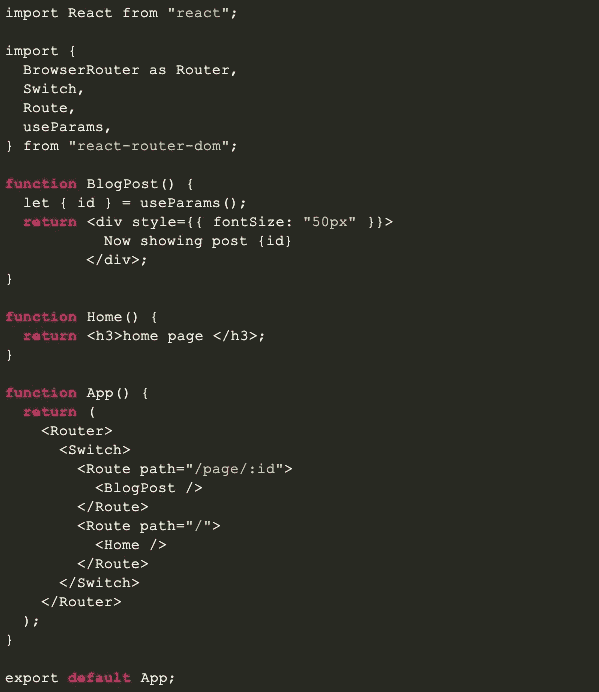 import React from "react";

import {
  BrowserRouter as Router,
  Switch,
  Route,
  useParams,
} from "react-router-dom";

function BlogPost() {
  let { id } = useParams();
  return <div style={{ fontSize: "50px" }}>
           Now showing post {id}
         </div>;
}

function Home() {
  return <h3>home page </h3>;
}

function App() {
  return (
    <Router>
      <Switch>
        <Route path="/page/:id">
          <BlogPost />
        </Route>
        <Route path="/">
          <Home />
        </Route>
      </Switch>
    </Router>
  );
}

export default App;